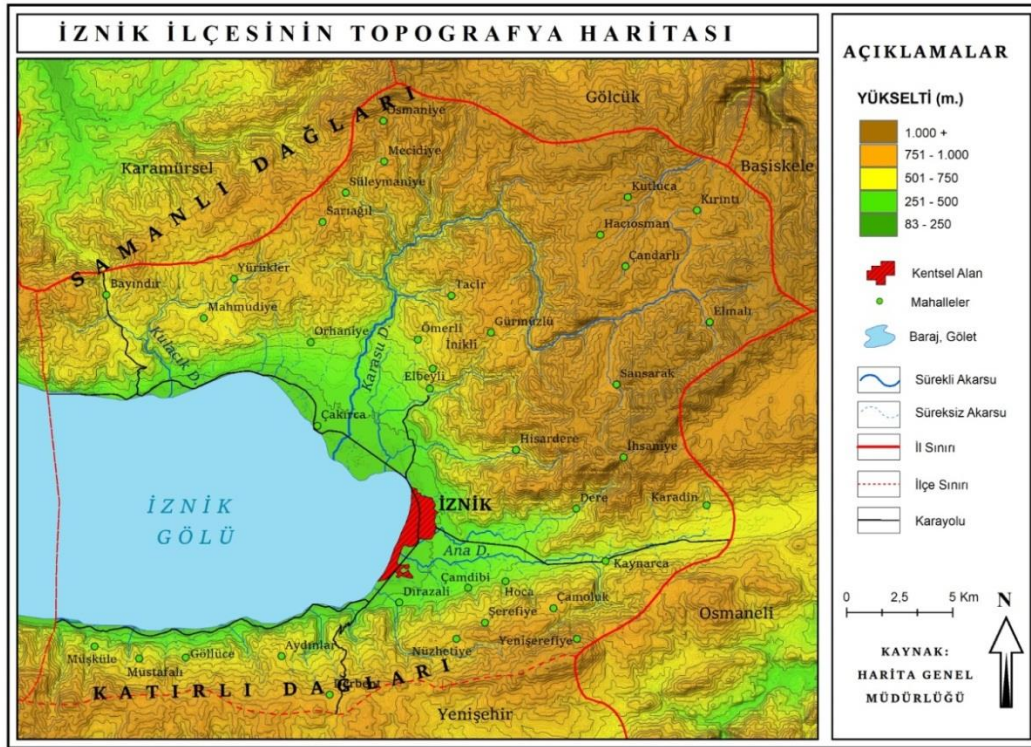 İZNİK İLÇESİNİN TOPOGRAFYA HARİTASI
Osmaniye
Gölcük
Karamürsel
Mecidiye
Başiskele
SAMANLI DAĞLARI
Süleymaniye
Kutluca
Kırıntı
Sarıağıl
Hacıosman
Çandarlı
Yürükler
Bayındır
Taçir
Mahmudiye
Elmalı
Kutacık D.
Orhaniye
Karasu D.
Ömerli
Gürmüzlü
İnikli
Elbeyli
Sansarak
Çakırca
Hisardere
İhsaniye
İZNİK
GÖLÜ
İZNİK
Dere
Karadin
Ana D.
Kaynarca
Çamdibi
Hoca
Dırazali
Çamoluk
Osmaneli
Şerefiye
Nüzhetiye
Yenişerefiye
Müşküle
Mustafalı
Göllüce
Aydınlar
KATIRLI DAĞLARI
Yenişehir
AÇIKLAMALAR
YÜKSELTİ (m.)
1.000 +
751 - 1.000
501 - 750
251 - 500
83 - 250
Kentsel Alan
Mahalleler
Baraj, Gölet
Sürekli Akarsu
Süreksiz Akarsu
İl Sınırı
İlçe Sınırı
Karayolu
0 2,5 5 Km
N
KAYNAK:
HARİTA GENEL
MÜDÜRLÜĞÜ